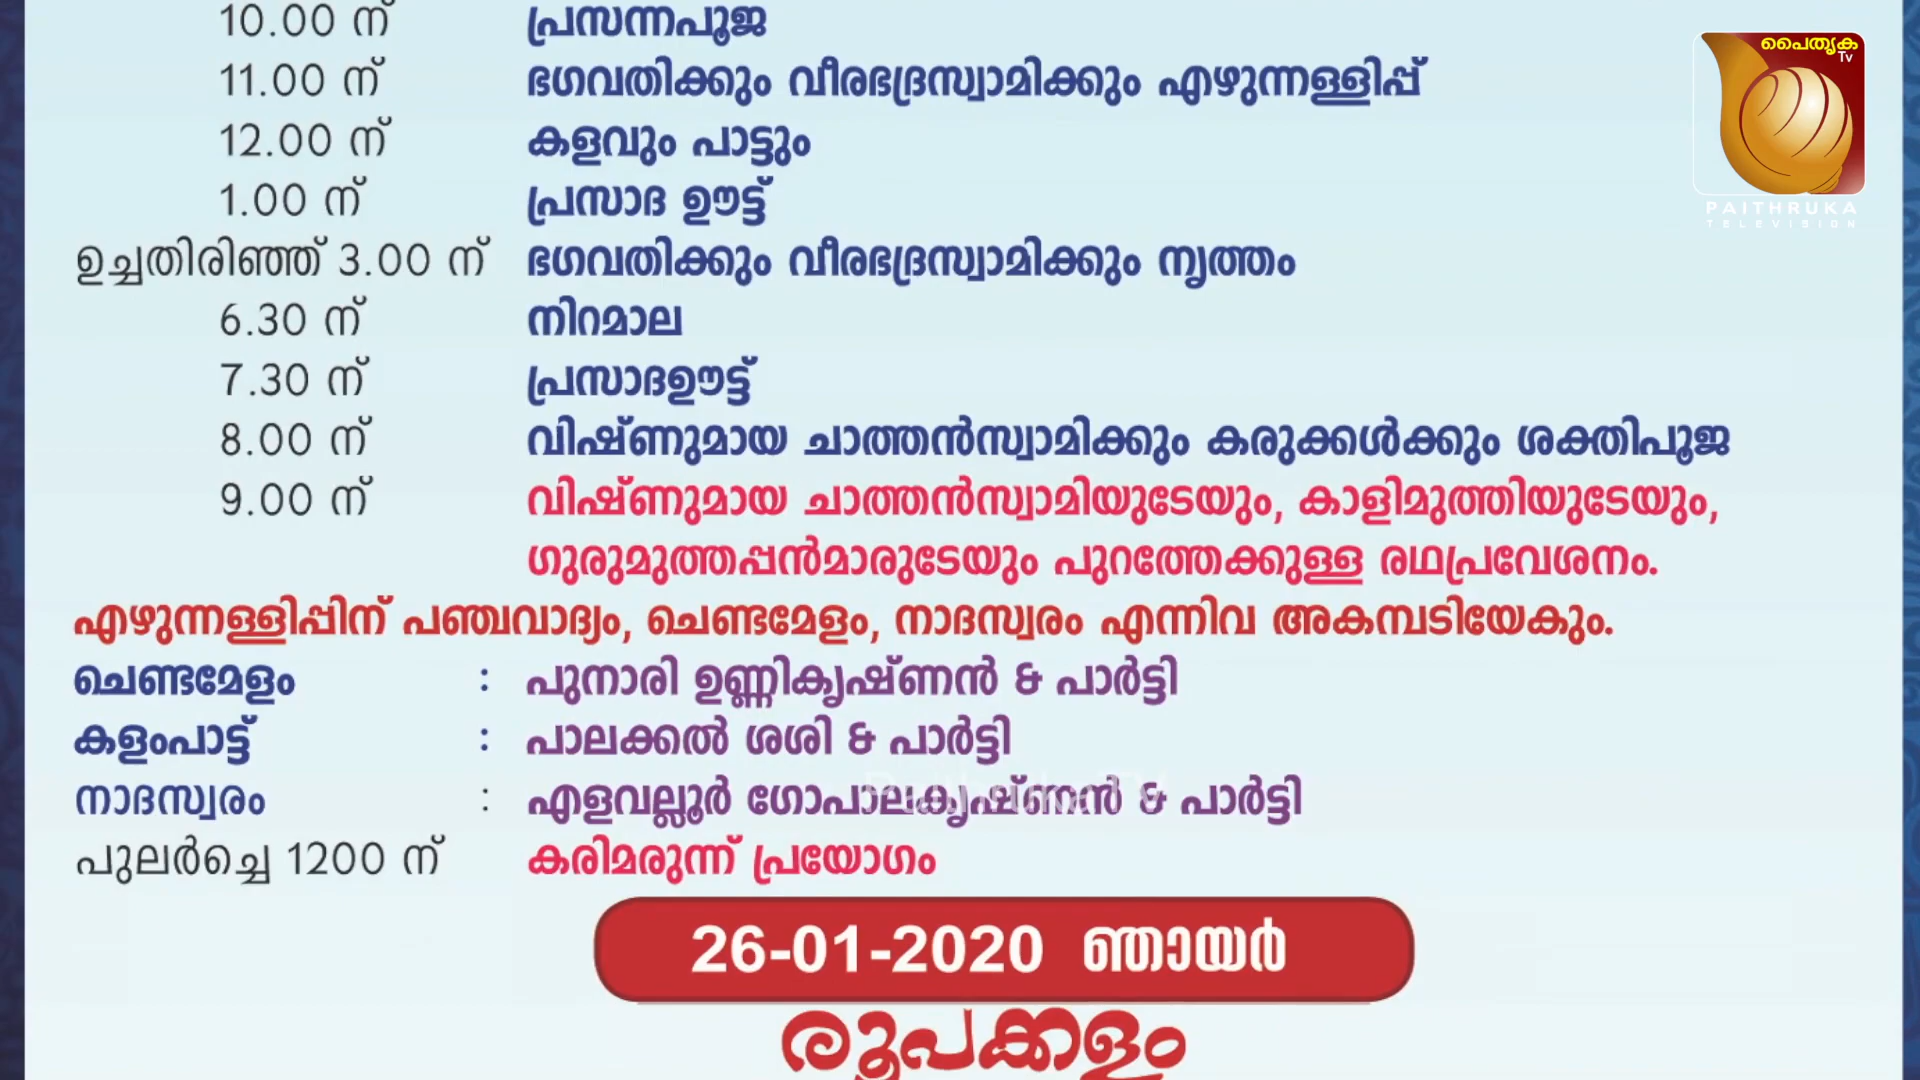 10.00 ന് പ്രസന്നപൂജ
11.00 ന് ഭഗവതിക്കും വീരഭദ്രസ്വാമിക്കും എഴുന്നള്ളിപ്പ്
12.00 ന് കളവും പാട്ടും
1.00 ന് പ്രസാദ ഊട്ട്
ഉച്ചതിരിഞ്ഞ് 3.00 ന് ഭഗവതിക്കും വീരഭദ്രസ്വാമിക്കും നൃത്തം
6.30 ന് നിറമാല
7.30 ന് പ്രസാദഊട്ട്
8.00 ന് വിഷ്ണുമായ ചാത്തൻസ്വാമിക്കും കരുക്കൾക്കും ശക്തിപൂജ
9.00 ന് വിഷ്ണുമായ ചാത്തൻസ്വാമിയുടേയും, കാളിമുത്തിയുടേയും,
ഗുരുമുത്തപ്പൻമാരുടേയും പുറത്തേക്കുള്ള രഥപ്രവേശനം.
എഴുന്നള്ളിപ്പിന് പഞ്ചവാദ്യം, ചെണ്ടമേളം, നാദസ്വരം എന്നിവ അകമ്പടിയേകും.
ചെണ്ടമേളം : പുനാരി ഉണ്ണികൃഷ്ണൻ & പാർട്ടി
കളംപാട്ട് : പാലക്കൽ ശശി & പാർട്ടി
നാദസ്വരം : എളവല്ലൂർ ഗോപാലകൃഷ്ണൻ & പാർട്ടി
പുലർച്ചെ 1200 ന് കരിമരുന്ന് പ്രയോഗം
26-01-2020 ഞായർ
രൂപക്കളം
പൈതൃക
Tv
PAITHRUKA
TELEVISION
PaithrukaTV